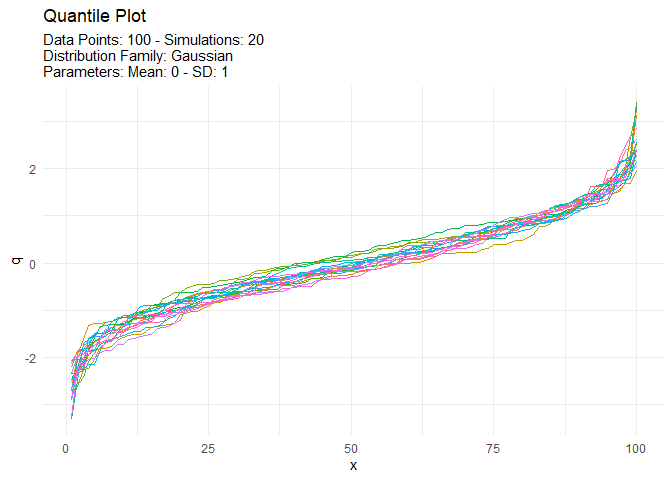 Quantile Plot
Data Points: 100 - Simulations: 20
Distribution Family: Gaussian
Parameters: Mean: 0 - SD: 1
2
0
-2
q
0 25 50 75 100
x